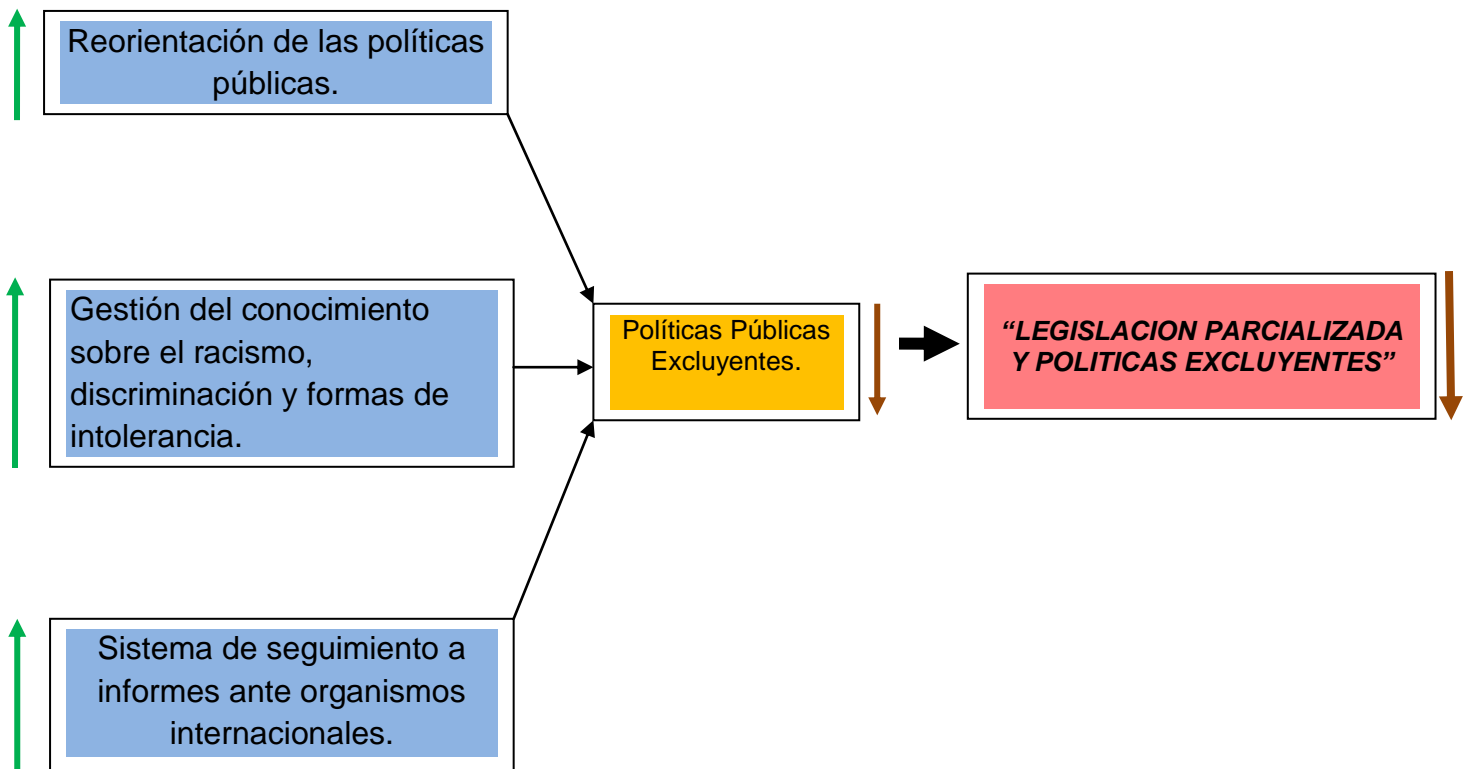 Reorientación de las políticas
públicas.
Gestión del conocimiento
sobre el racismo,
discriminación y formas de
intolerancia.
Sistema de seguimiento a
informes ante organismos
internacionales.
Políticas Públicas
Excluyentes.
“LEGISLACION PARCIALIZADA
Y POLITICAS EXCLUYENTES”